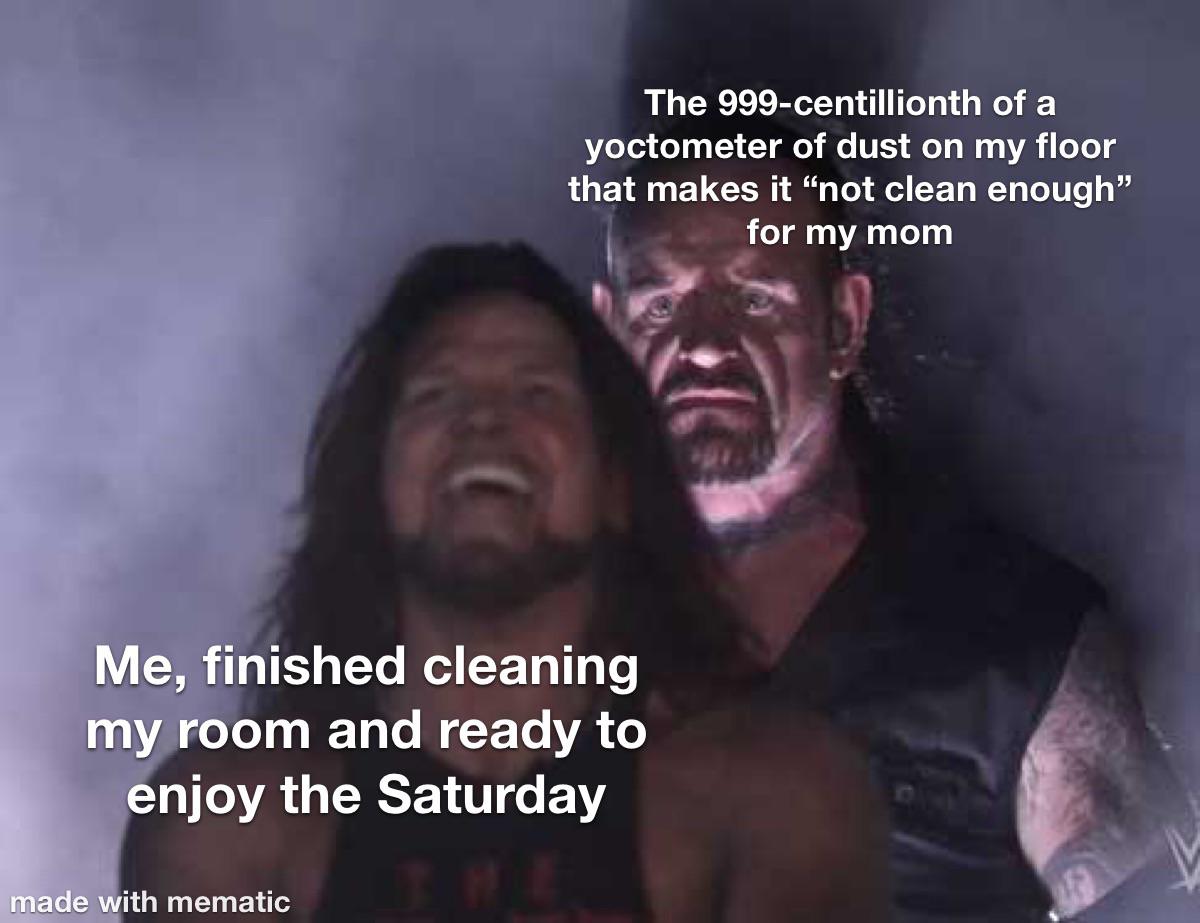 The 999-centillionth of a
yoctometer of dust on my floor
that makes it “not clean enough”
for my mom
Me, finished cleaning
my room and ready to
enjoy the Saturday
THE
made with mematic